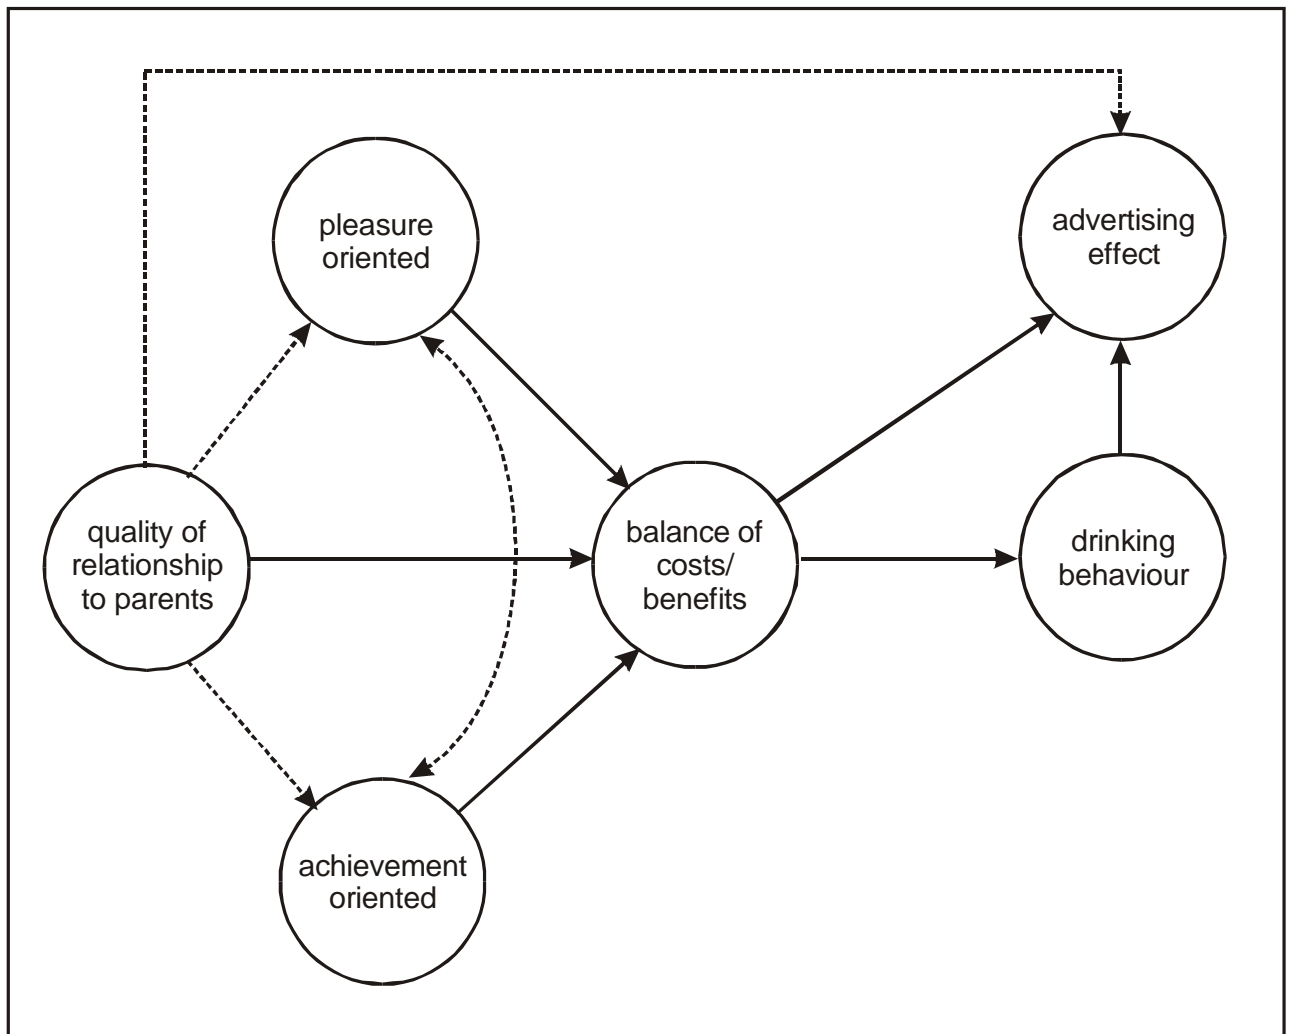 pleasure
oriented
advertising
effect
quality of
relationship
to parents
balance of
costs/
benefits
drinking
behaviour
achievement
oriented